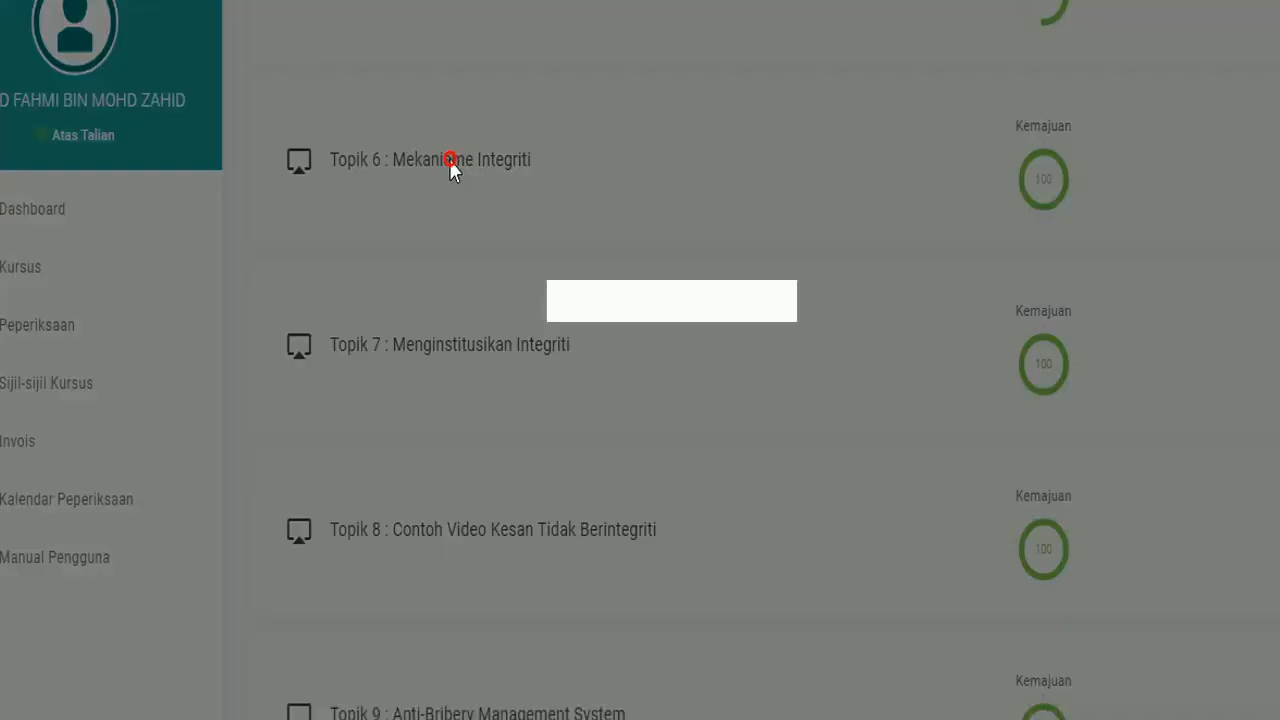 D FAHMI BIN MOHD ZAHID
Atas Talian
Dashboard
Kursus
Peperiksaan
Sijil-sijil Kursus
Invois
Kalendar Peperiksaan
Manual Pengguna
Topik 6 : Mekanisme Integriti
Kemajuan
100
Topik 7 : Menginstitusikan Integriti
Kemajuan
100
Topik 8 : Contoh Video Kesan Tidak Berintegriti
Kemajuan
100
Topik 9 : Anti-Bribery Management System
Kemajuan